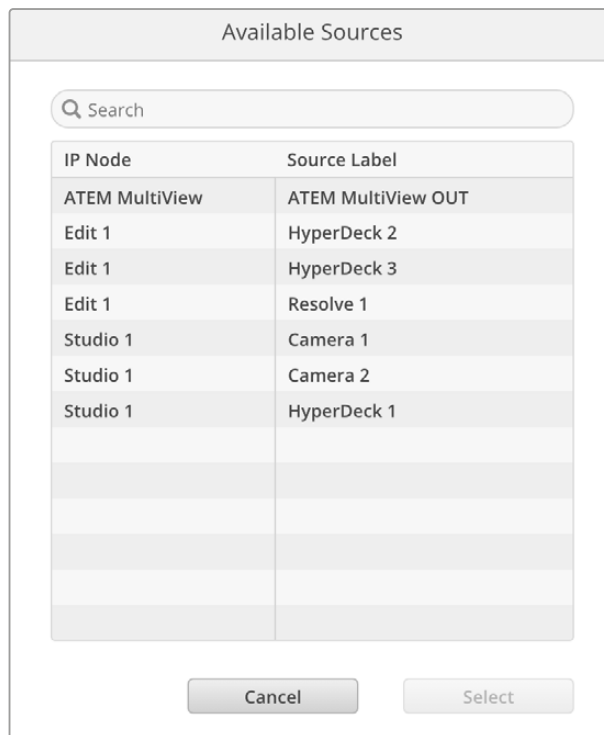 Available Sources
Search
IP Node Source Label
ATEM MultiView ATEM MultiView OUT
Edit 1 HyperDeck 2
Edit 1 HyperDeck 3
Edit 1 Resolve 1
Studio 1 Camera 1
Studio 1 Camera 2
Studio 1 HyperDeck 1
Cancel Select